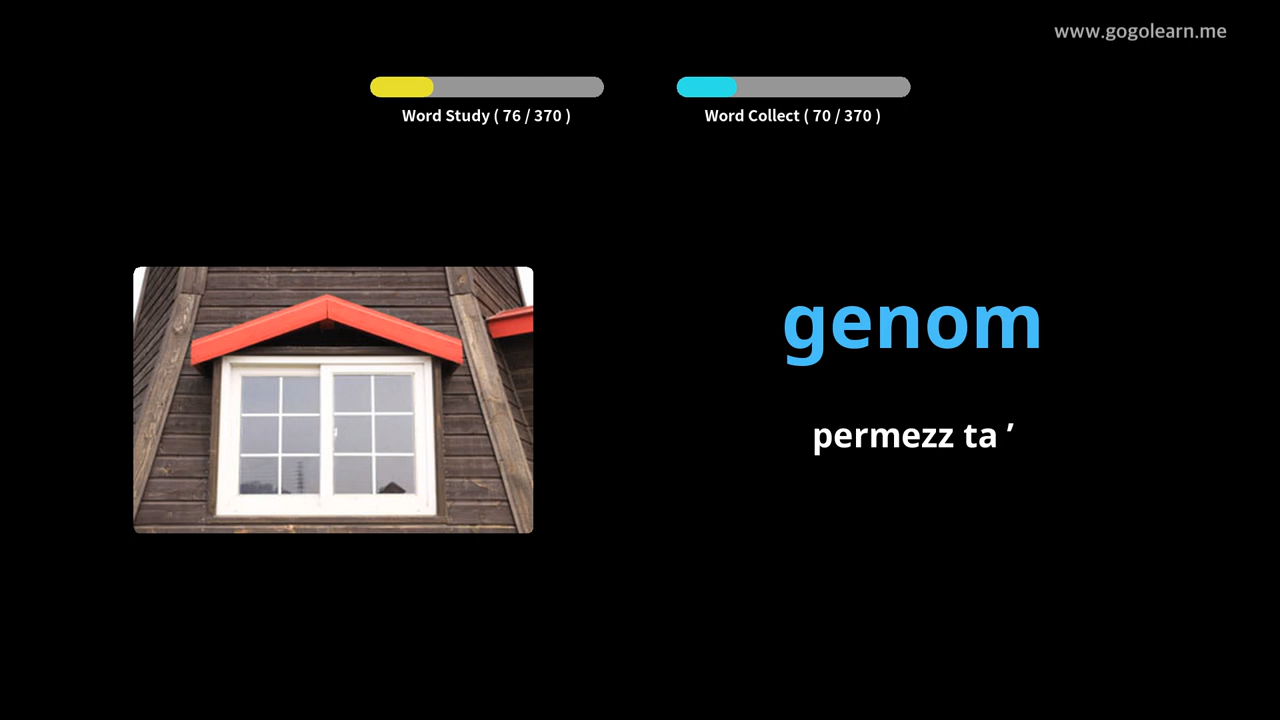 www.gogolearn.me
Word Study ( 76 / 370 )
Word Collect ( 70 / 370 )
genom
permezz ta ’